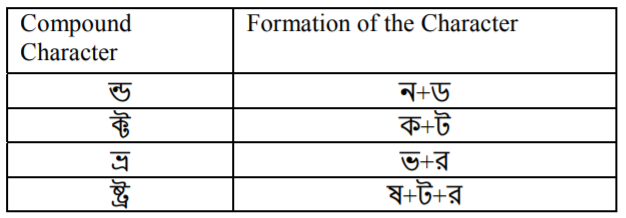 Compound Character Formation of the Character
ন্ড ন+ড
ক্ট ক+ট
ভ্র ভ+র
ষ্ট্র ষ+ট+র